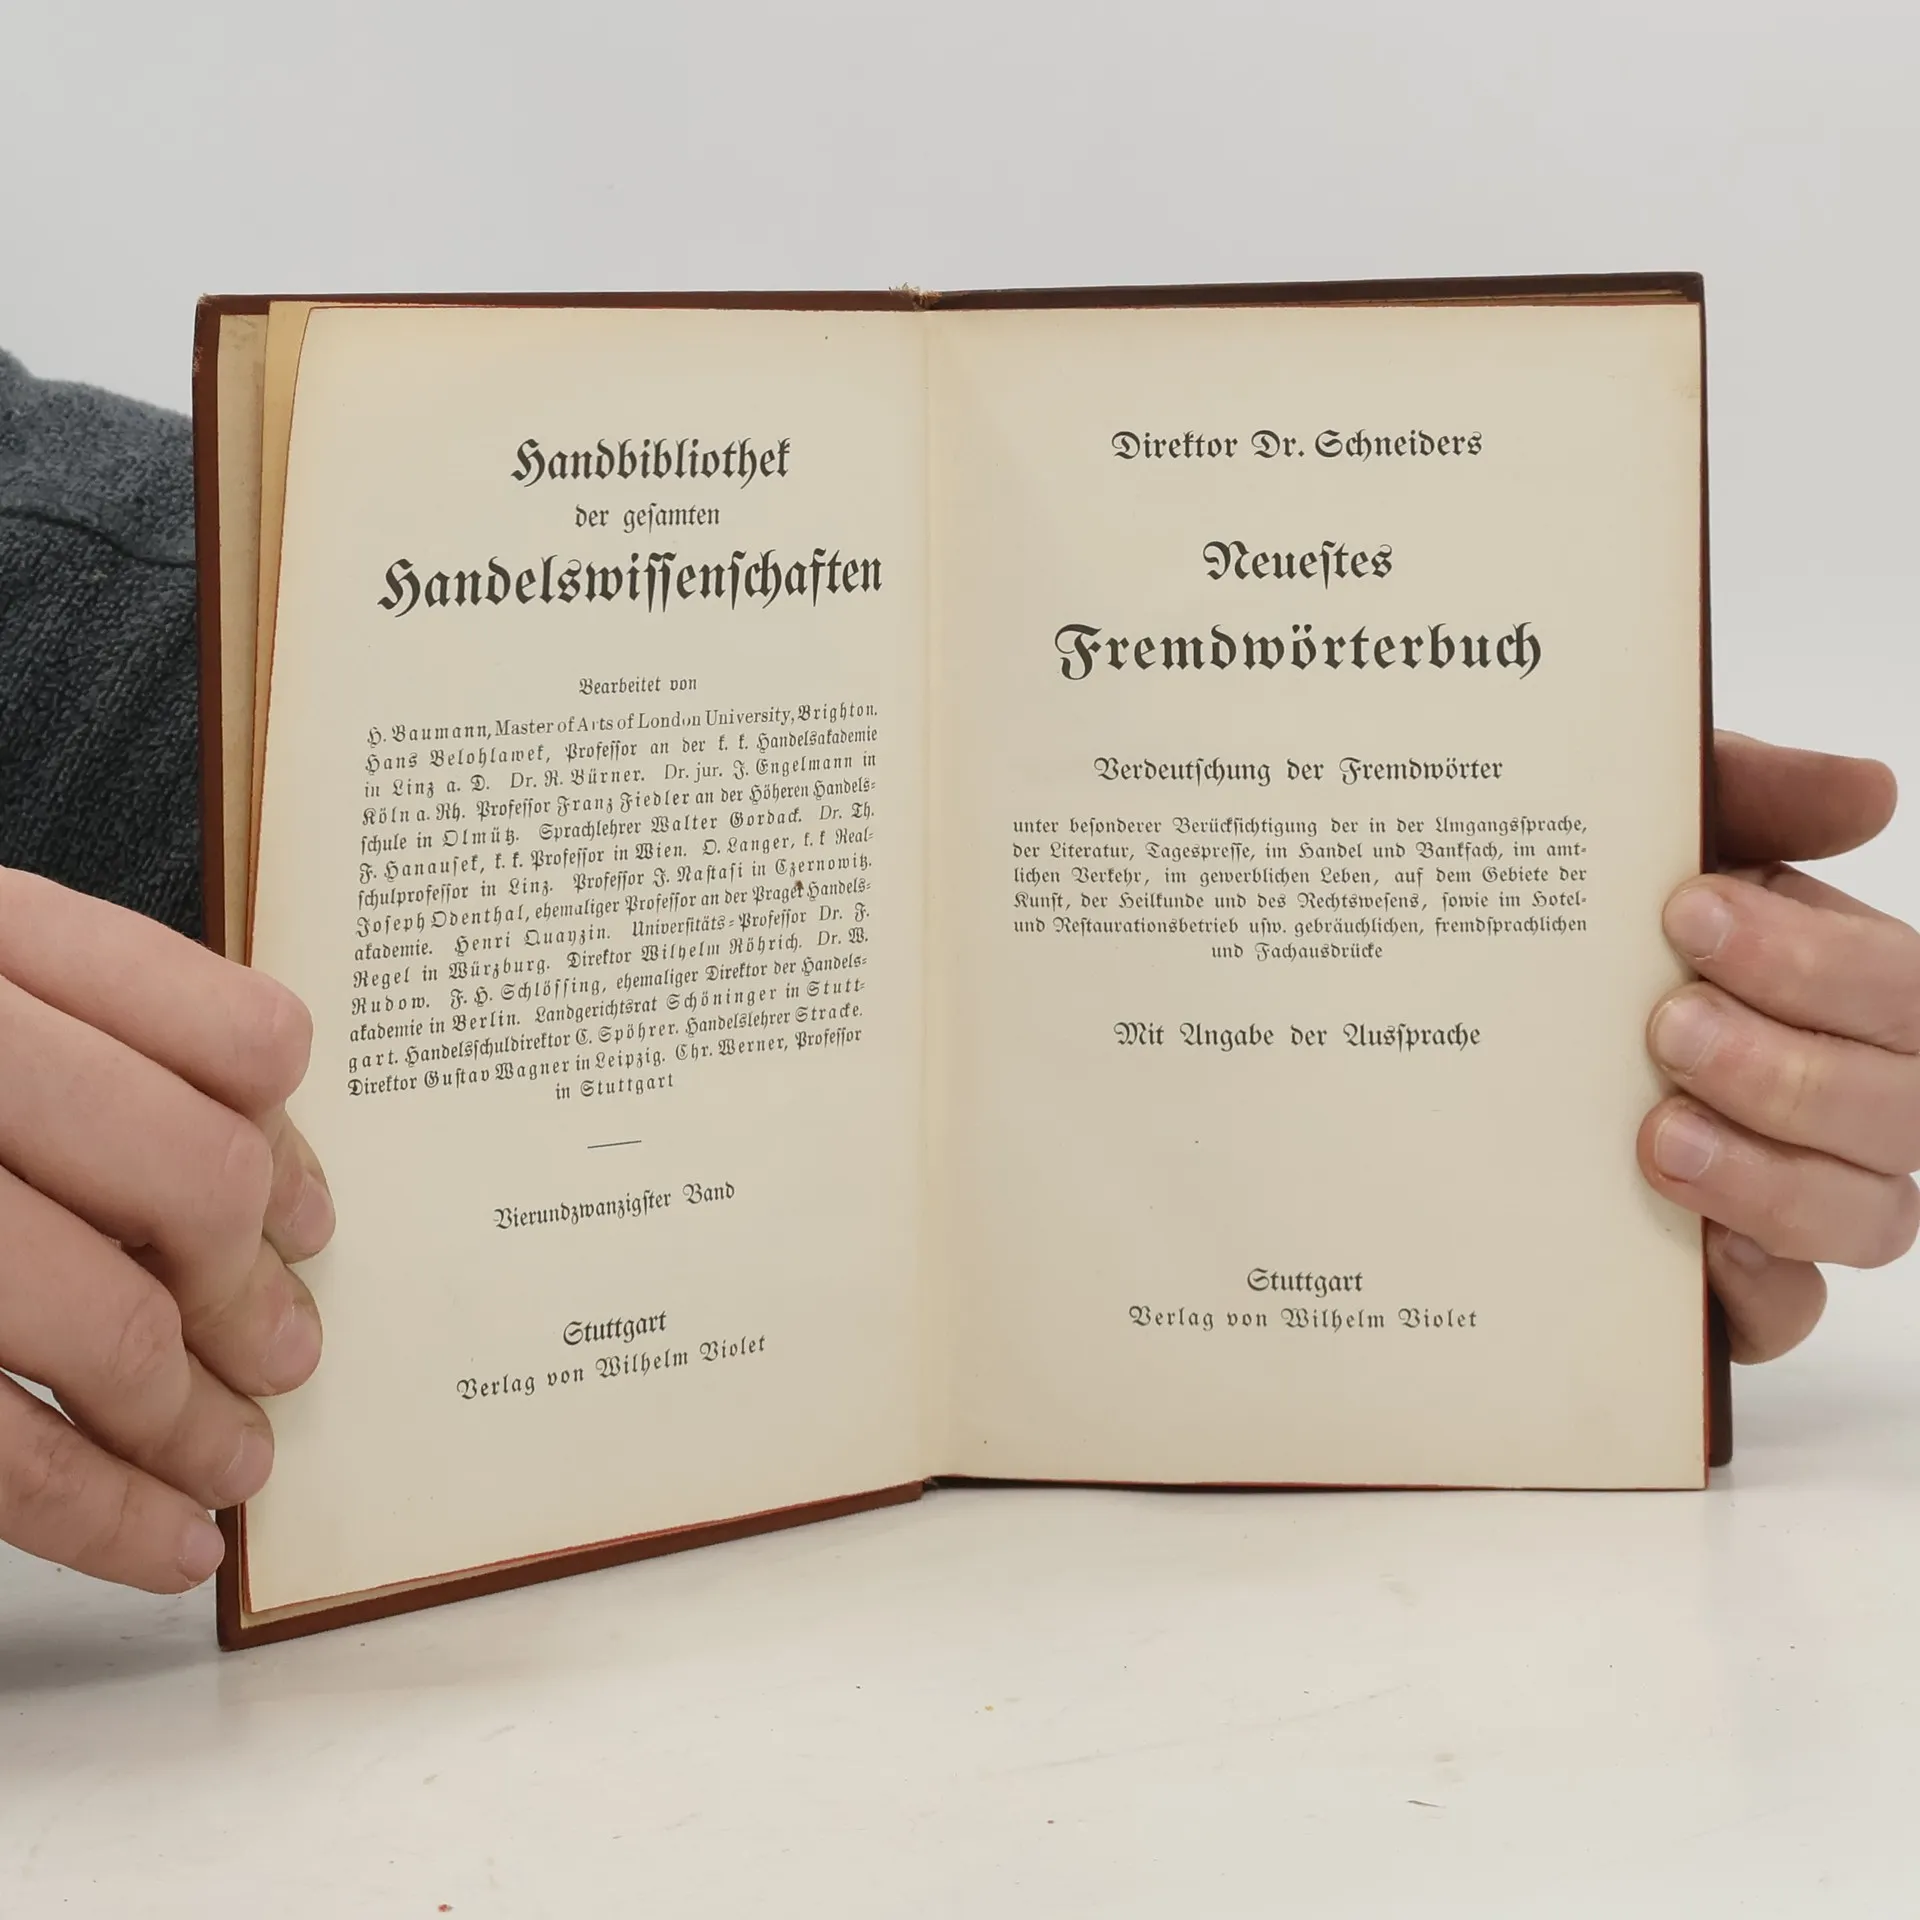 Handbibliothek
der geſamten
Handelswiſſenſchaften
Bearbeitet von
H. Baumann, Master of Arts of London University, Brighton.
Hans Belohlawek, Profeſſor an der k. k. Handelsakademie
in Linz a. D. Dr. R. Bürner. Dr. jur. J. Engelmann in
Köln a. Rh. Profeſſor Franz Fiedler an der Höheren Handels-
ſchule in Olmütz. Sprachlehrer Walter Gordack. Dr. Th.
F. Hanauſek, k. k. Profeſſor in Wien. O. Langer, k. k Real-
ſchulprofeſſor in Linz. Profeſſor J. Naſtaſi in Czernowitz.
Joſeph Odenthal, ehemaliger Profeſſor an der Prager Handels-
akademie. Henri Quayzin. Univerſitäts-Profeſſor Dr. F.
Regel in Würzburg. Direktor Wilhelm Röhrich. Dr. W.
Rudow. F. H. Schlöſſing, ehemaliger Direktor der Handels-
akademie in Berlin. Landgerichtsrat Schöninger in Stutt-
gart. Handelsſchuldirektor C. Spöhrer. Handelslehrer Stracke.
Direktor Guſtav Wagner in Leipzig. Chr. Werner, Profeſſor
in Stuttgart
Vierundzwanzigſter Band
Stuttgart
Verlag von Wilhelm Violet
Direktor Dr. Schneiders
Neueſtes
Fremdwörterbuch
Verdeutſchung der Fremdwörter
unter beſonderer Berückſichtigung der in der Umgangsſprache,
der Literatur, Tagespreſſe, im Handel und Bankfach, im amt-
lichen Verkehr, im gewerblichen Leben, auf dem Gebiete der
Kunſt, der Heilkunde und des Rechtsweſens, ſowie im Hotel-
und Reſtaurationsbetrieb uſw. gebräuchlichen, fremdſprachlichen
und Fachausdrücke
Mit Angabe der Ausſprache
Stuttgart
Verlag von Wilhelm Violet